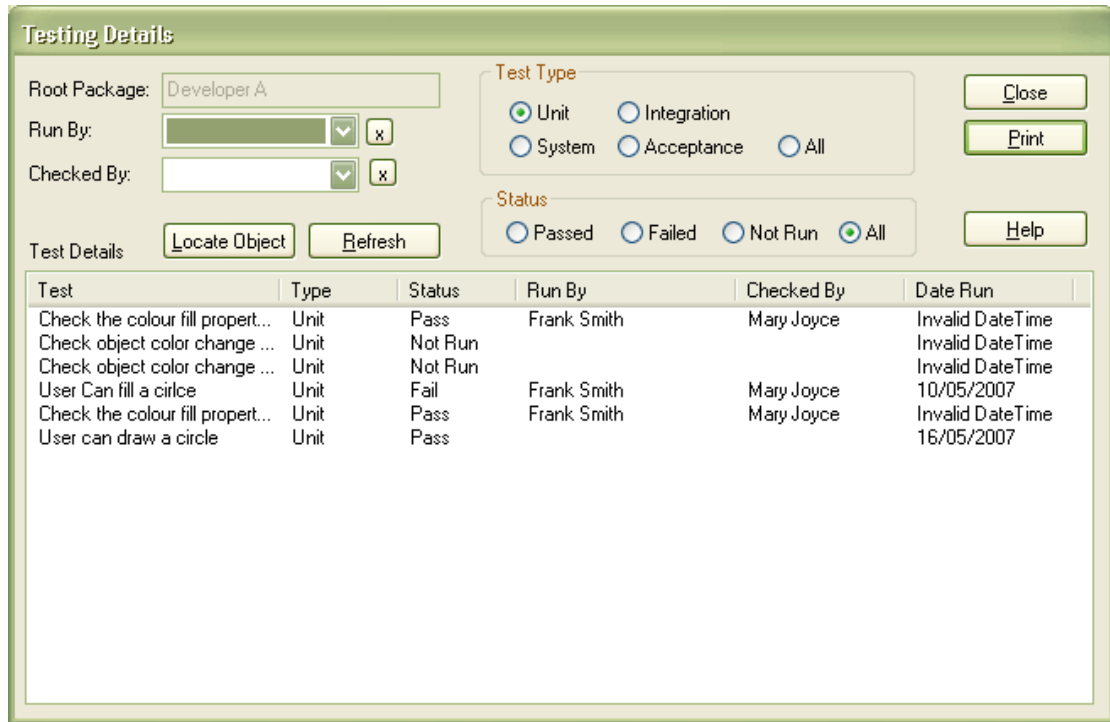 Testing Details
Root Package: Developer A
Run By: x
Checked By: x
Test Type
Unit Integration
System Acceptance All
Status
Passed Failed Not Run All
Close
Print
Help
Test Details Locate Object Refresh
Test Type Status Run By Checked By Date Run
Check the colour fill propert... Unit Pass Frank Smith Mary Joyce Invalid DateTime
Check object color change ... Unit Not Run Invalid DateTime
Check object color change ... Unit Not Run Invalid DateTime
User Can fill a cirlce Unit Fail Frank Smith Mary Joyce 10/05/2007
Check the colour fill propert... Unit Pass Frank Smith Mary Joyce Invalid DateTime
User can draw a circle Unit Pass 16/05/2007